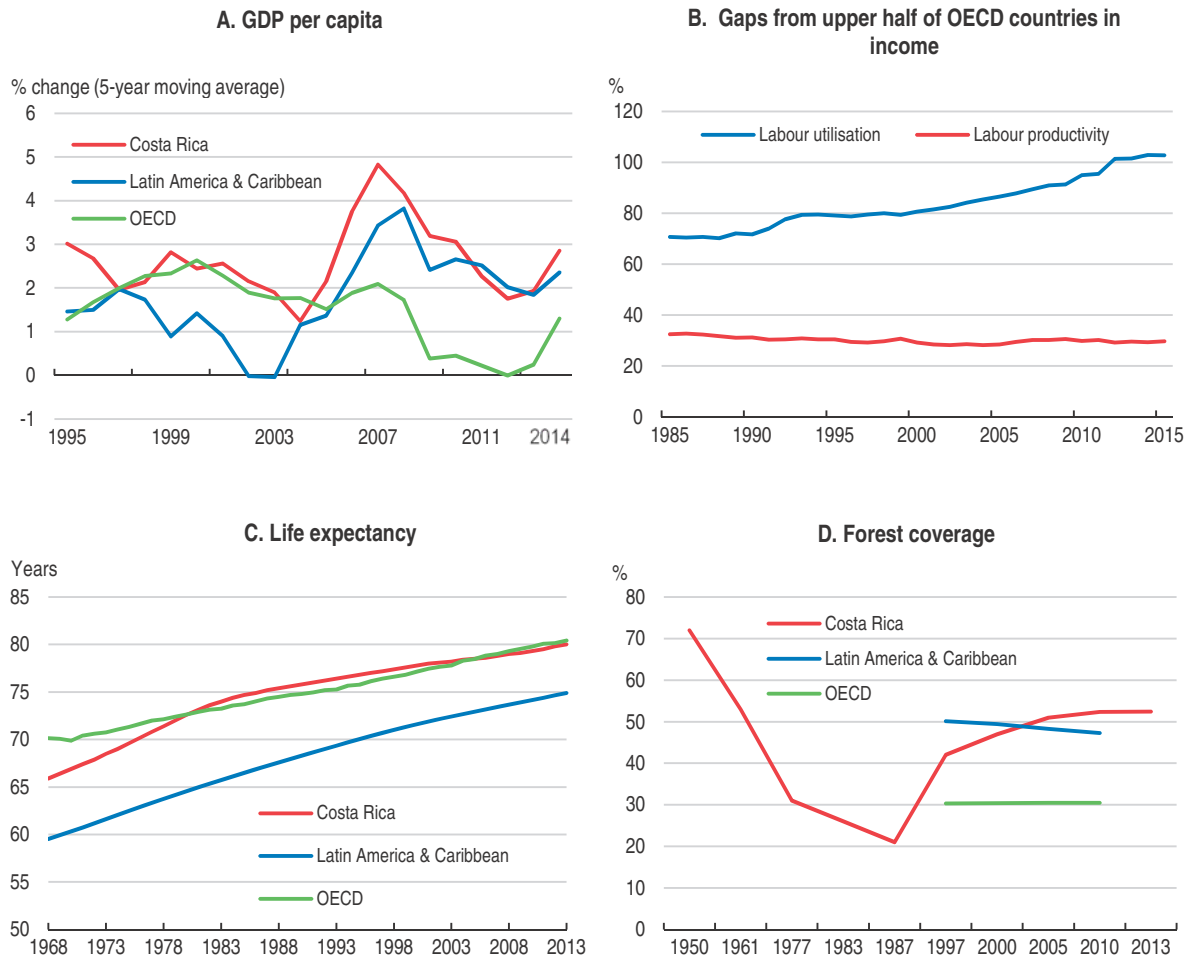 A. GDP per capita
% change (5-year moving average)
6
5
4
3
2
1
0
-1
Costa Rica
Latin America & Caribbean
OECD
1995 1999 2003 2007 2011 2014
B. Gaps from upper half of OECD countries in
income
%
120
100
80
60
40
20
0
Labour utilisation Labour productivity
1985 1990 1995 2000 2005 2010 2015
C. Life expectancy
Years
85
80
75
70
65
60
55
50
Costa Rica
Latin America & Caribbean
OECD
1968 1973 1978 1983 1988 1993 1998 2003 2008 2013
D. Forest coverage
%
80
70
60
50
40
30
20
10
0
Costa Rica
Latin America & Caribbean
OECD
1950 1961 1977 1983 1987 1997 2000 2005 2010 2013